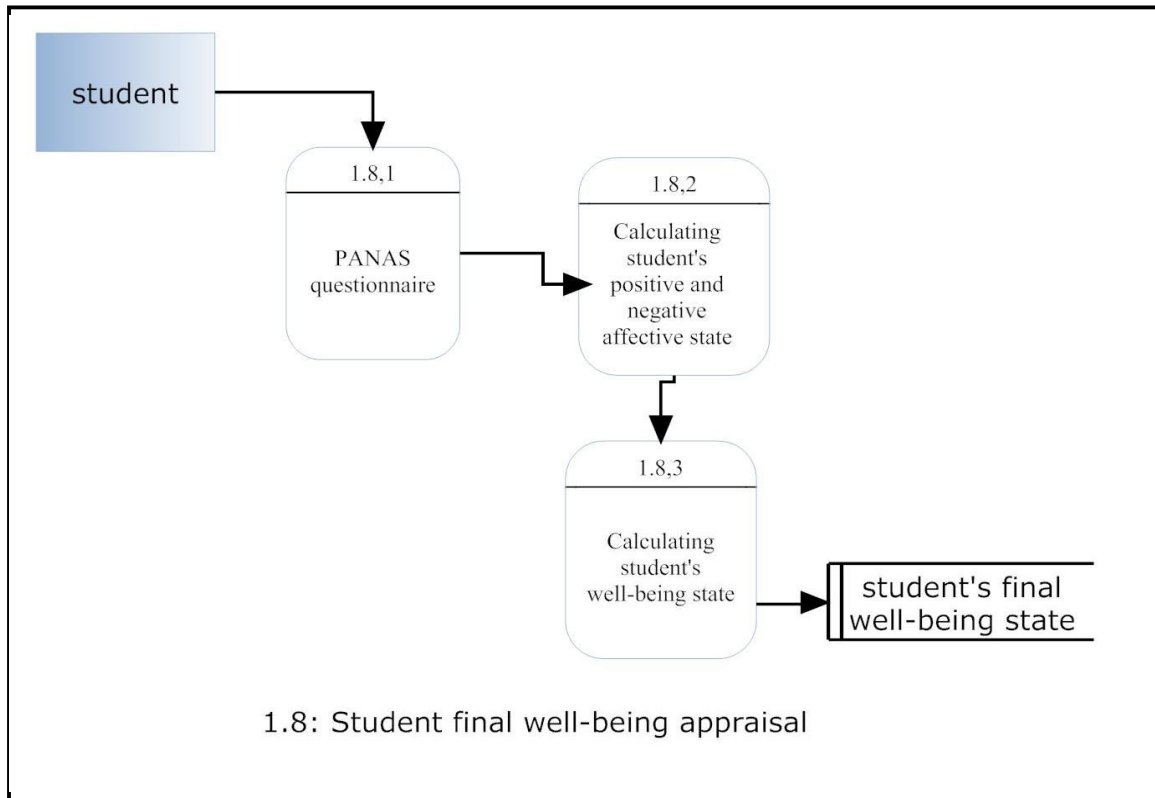 student
1.8,1
PANAS
questionnaire
1.8,2
Calculating
student's
positive and
negative
affective state
1.8,3
Calculating
student's
well-being state
student's final
well-being state
1.8: Student final well-being appraisal